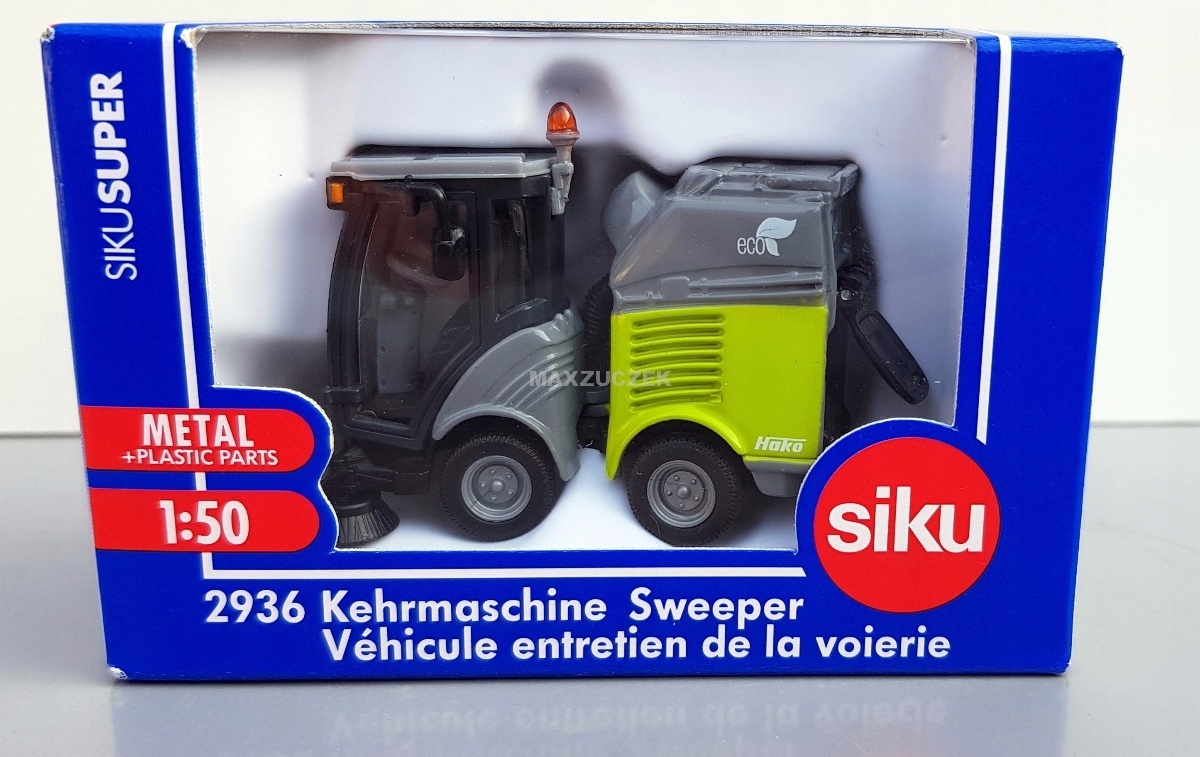 SIKUSUPER
eco
MAXZUCZEK
METAL
+PLASTIC PARTS
Hako
1:50
siku
2936 Kehrmaschine Sweeper
Véhicule entretien de la voierie